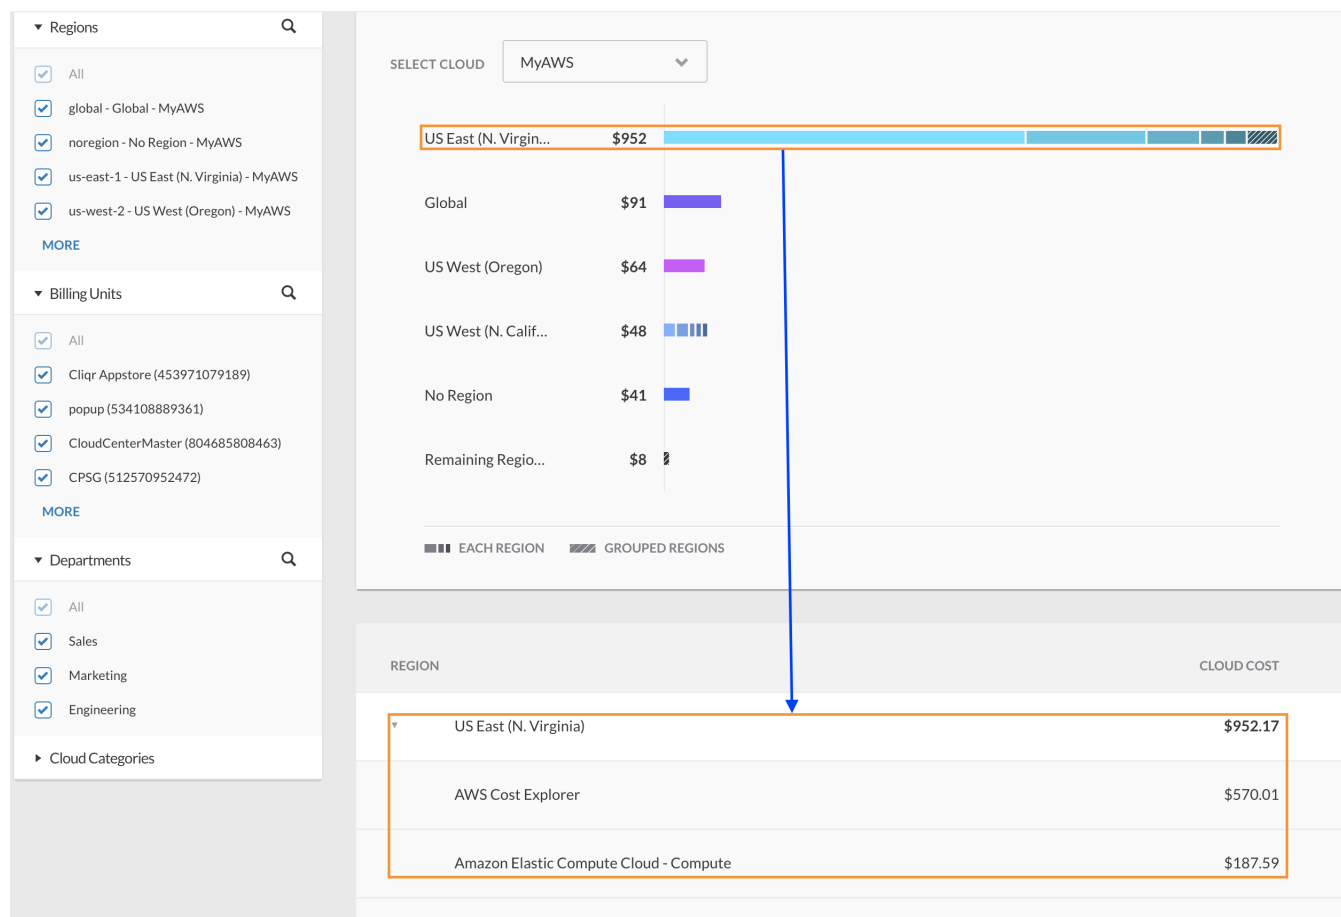 Regions
All
global - Global - MyAWS
noregion - No Region - MyAWS
us-east-1 - US East (N. Virginia) - MyAWS
us-west-2 - US West (Oregon) - MyAWS
MORE
Billing Units
All
Cliqr Appstore (453971079189)
popup (534108889361)
CloudCenterMaster (804685808463)
CPSG (512570952472)
MORE
Departments
All
Sales
Marketing
Engineering
Cloud Categories
SELECT CLOUD MyAWS
US East (N. Virgin... $952
Global $91
US West (Oregon) $64
US West (N. Calif... $48
No Region $41
Remaining Regio... $8
EACH REGION GROUPED REGIONS
REGION CLOUD COST
US East (N. Virginia) $952.17
AWS Cost Explorer $570.01
Amazon Elastic Compute Cloud - Compute $187.59